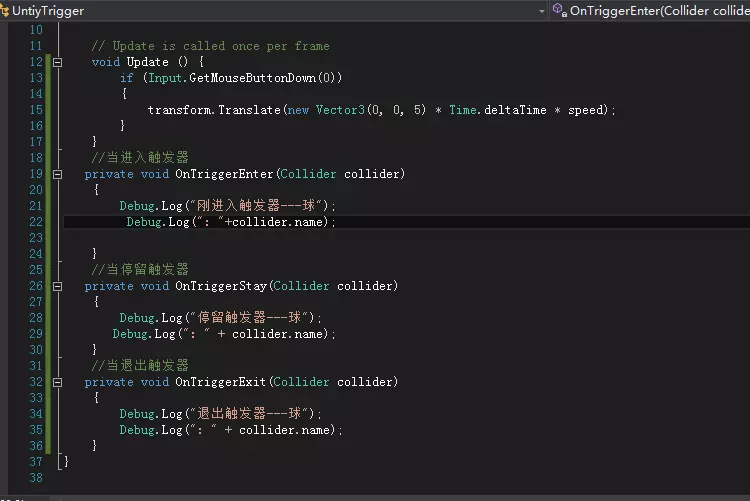 UntiyTrigger
OnTriggerEnter(Collider collide
10
11 // Update is called once per frame
12 void Update () {
13 if (Input.GetMouseButtonDown(0))
14 {
15 transform.Translate(new Vector3(0, 0, 5) * Time.deltaTime * speed);
16 }
17 }
18 //当进入触发器
19 private void OnTriggerEnter(Collider collider)
20 {
21 Debug.Log("刚进入触发器---球");
22 Debug.Log(": "+collider.name);
23
24 }
25 //当停留触发器
26 private void OnTriggerStay(Collider collider)
27 {
28 Debug.Log("停留触发器---球");
29 Debug.Log(": " + collider.name);
30 }
31 //当退出触发器
32 private void OnTriggerExit(Collider collider)
33 {
34 Debug.Log("退出触发器---球");
35 Debug.Log(": " + collider.name);
36 }
37 }
38